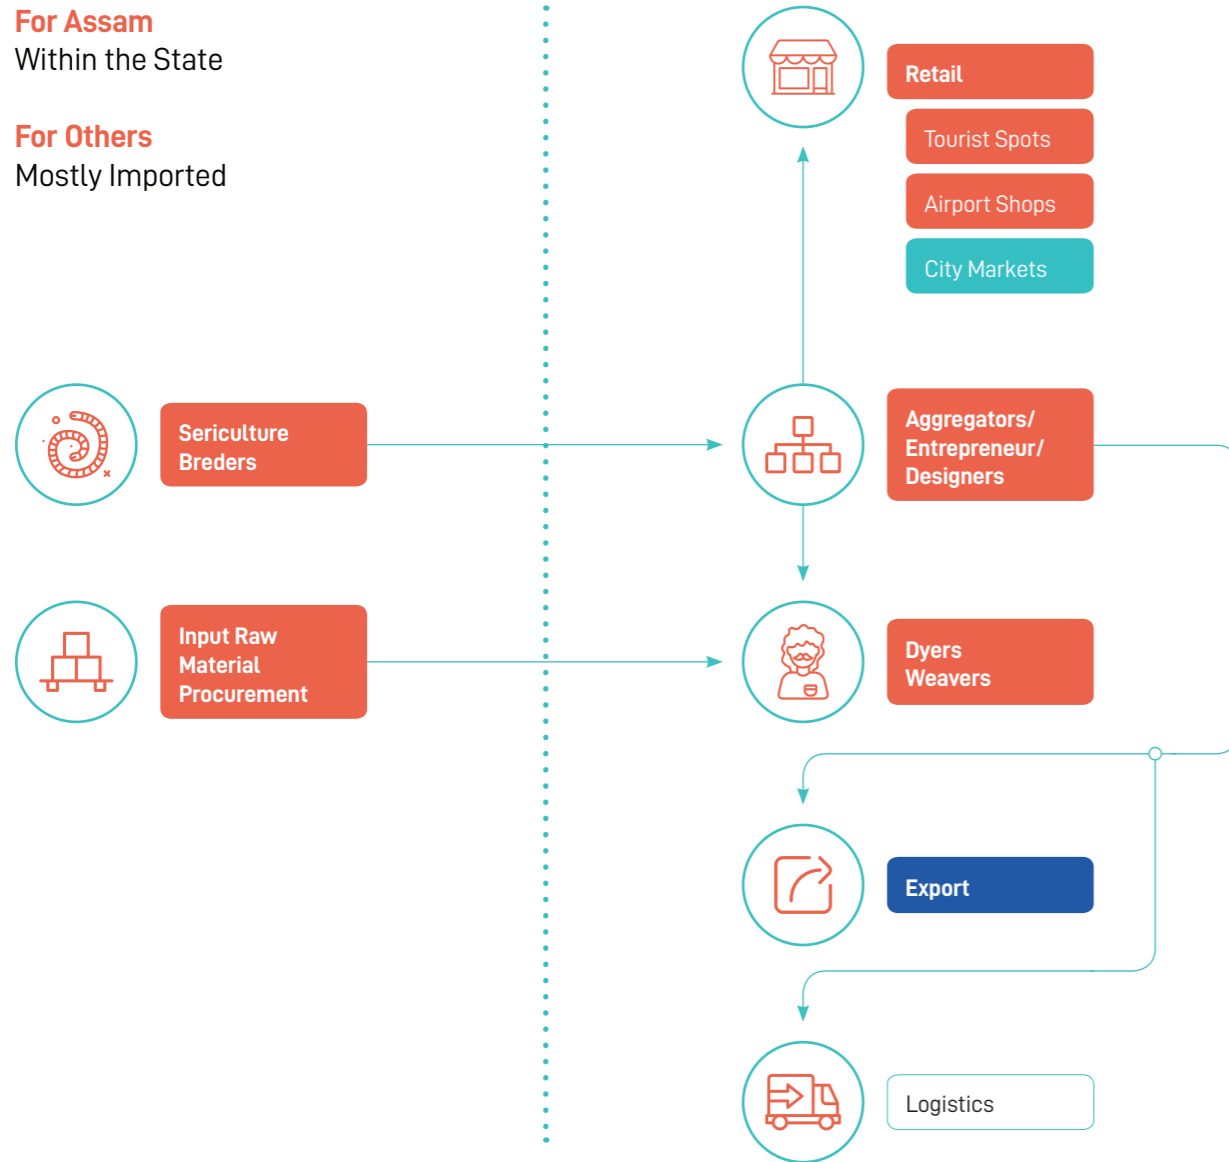 For Assam
Within the State
For Others
Mostly Imported
Retail
Tourist Spots
Airport Shops
City Markets
Sericulture
Breders
Aggregators/
Entrepreneur/
Designers
Input Raw
Material
Procurement
Dyers
Weavers
Export
Logistics